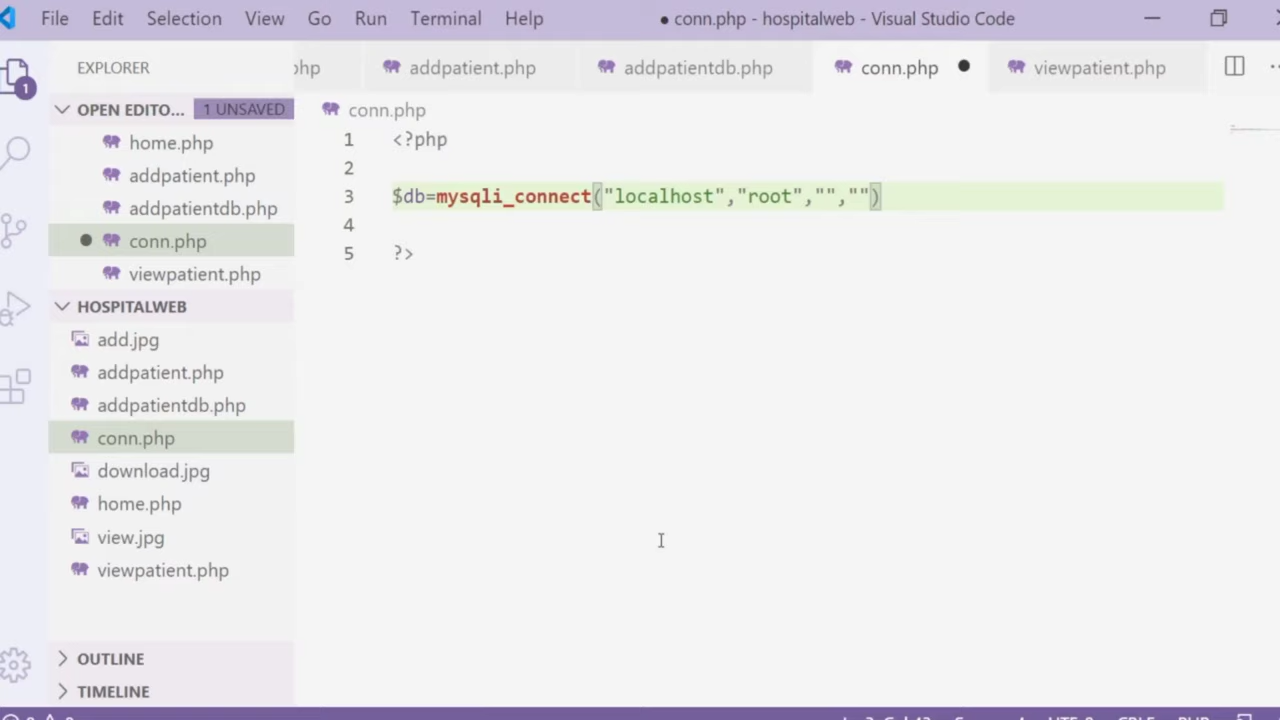 File Edit Selection View Go Run Terminal Help ● conn.php - hospitalweb - Visual Studio Code
EXPLORER
php addpatient.php addpatientdb.php conn.php viewpatient.php
1
OPEN EDITO... 1 UNSAVED
home.php
addpatient.php
addpatientdb.php
conn.php
viewpatient.php
HOSPITALWEB
add.jpg
addpatient.php
addpatientdb.php
conn.php
download.jpg
home.php
view.jpg
viewpatient.php
OUTLINE
TIMELINE
conn.php
1 <?php
2
3 $db=mysqli_connect("localhost","root","","")
4
5 ?>